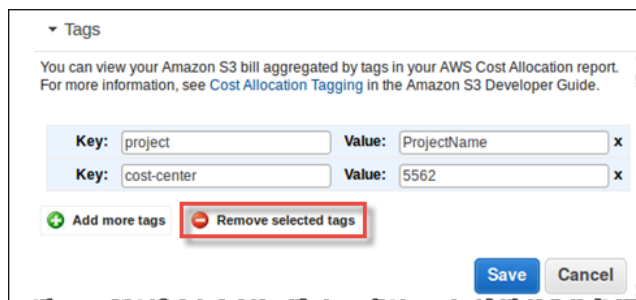 Tags
You can view your Amazon S3 bill aggregated by tags in your AWS Cost Allocation report.
For more information, see Cost Allocation Tagging in the Amazon S3 Developer Guide.
Key: project Value: ProjectName x
Key: cost-center Value: 5562 x
Add more tags Remove selected tags
Save Cancel